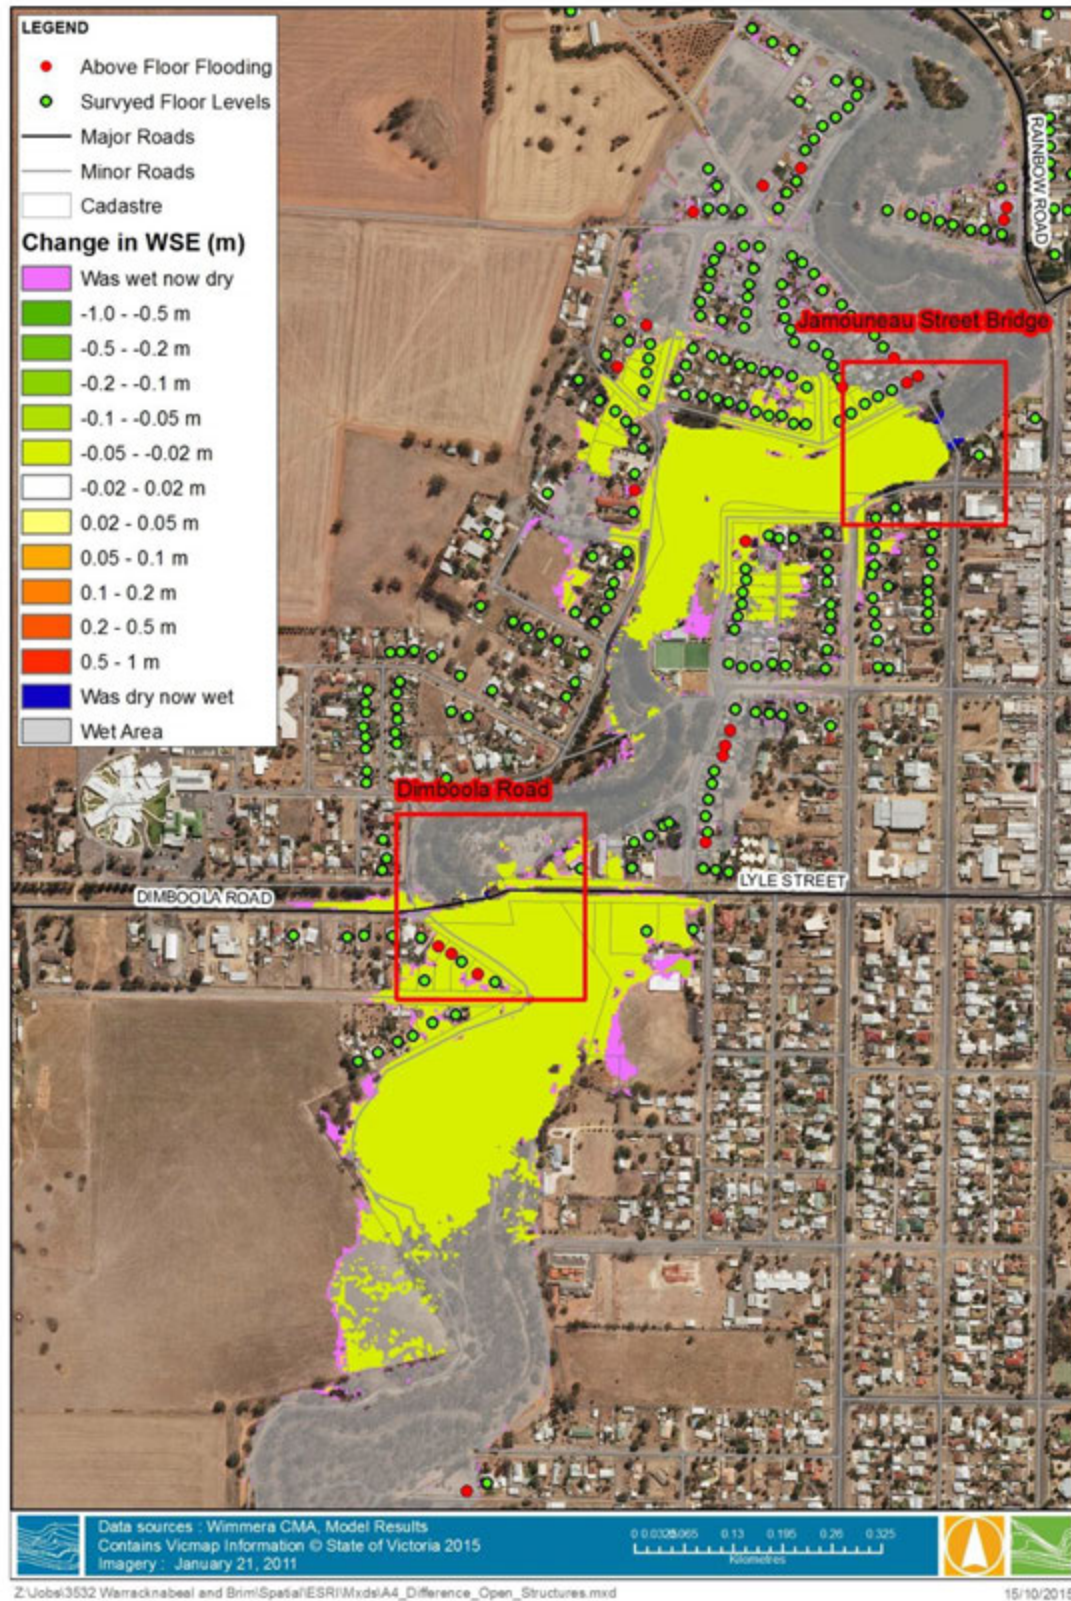 LEGEND
Above Floor Flooding
Survyed Floor Levels
Major Roads
Minor Roads
Cadastre
Change in WSE (m)
Was wet now dry
-1.0 - -0.5 m
-0.5 - -0.2 m
-0.2 - -0.1 m
-0.1 - -0.05 m
-0.05 - -0.02 m
-0.02 - 0.02 m
0.02 - 0.05 m
0.05 - 0.1 m
0.1 - 0.2 m
0.2 - 0.5 m
0.5 - 1 m
Was dry now wet
Wet Area
RAINBOW ROAD
Jamouneau Street Bridge
Dimboola Road
DIMBOOLA ROAD
LYLE STREET
Data sources : Wimmera CMA, Model Results
Contains Vicmap Information © State of Victoria 2015
Imagery : January 21, 2011
0 0.0325 0.065 0.13 0.195 0.26 0.325
Kilometres
Z:\Jobs\3532 Warracknabeal and Brim\Spatial\ESRI\Mxds\A4_Difference_Open_Structures.mxd
15/10/2015